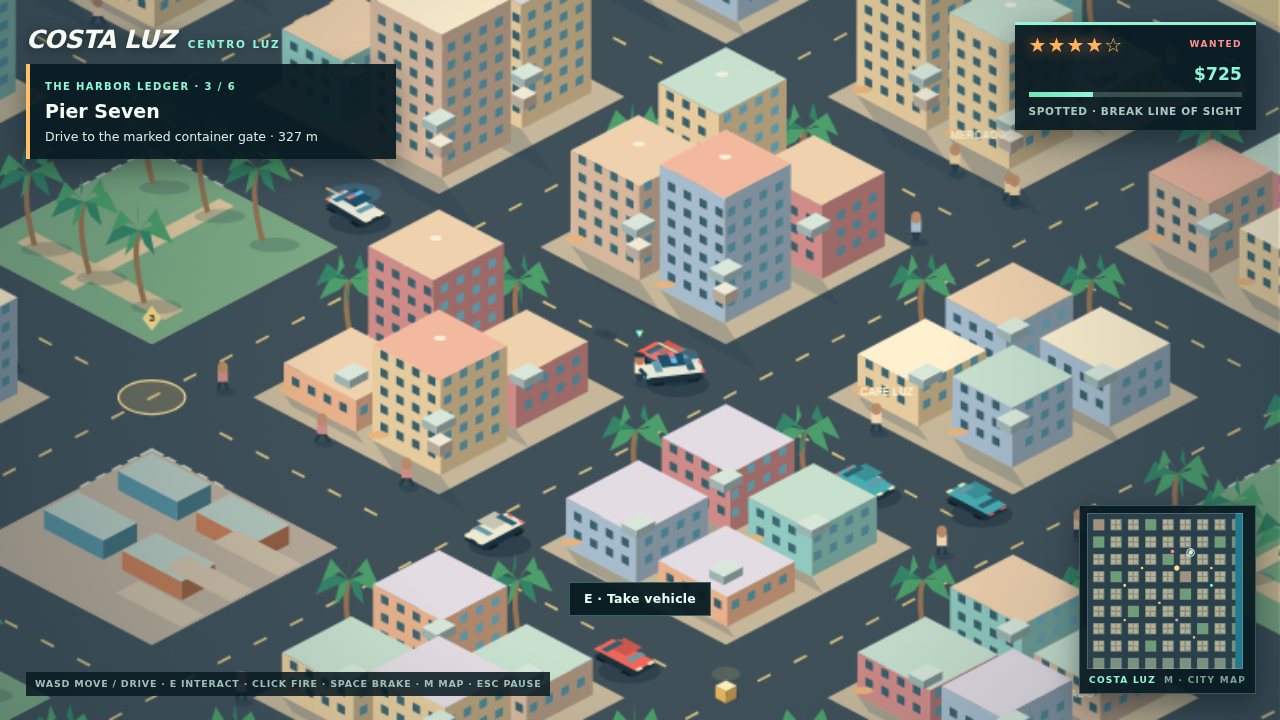 COSTA LUZ CENTRO LUZ
THE HARBOR LEDGER · 3 / 6
Pier Seven
Drive to the marked container gate · 327 m
★★★★☆ WANTED
$725
SPOTTED · BREAK LINE OF SIGHT
MERCADO
3
CAFE LUZ
E · Take vehicle
WASD MOVE / DRIVE · E INTERACT · CLICK FIRE · SPACE BRAKE · M MAP · ESC PAUSE
COSTA LUZ M · CITY MAP